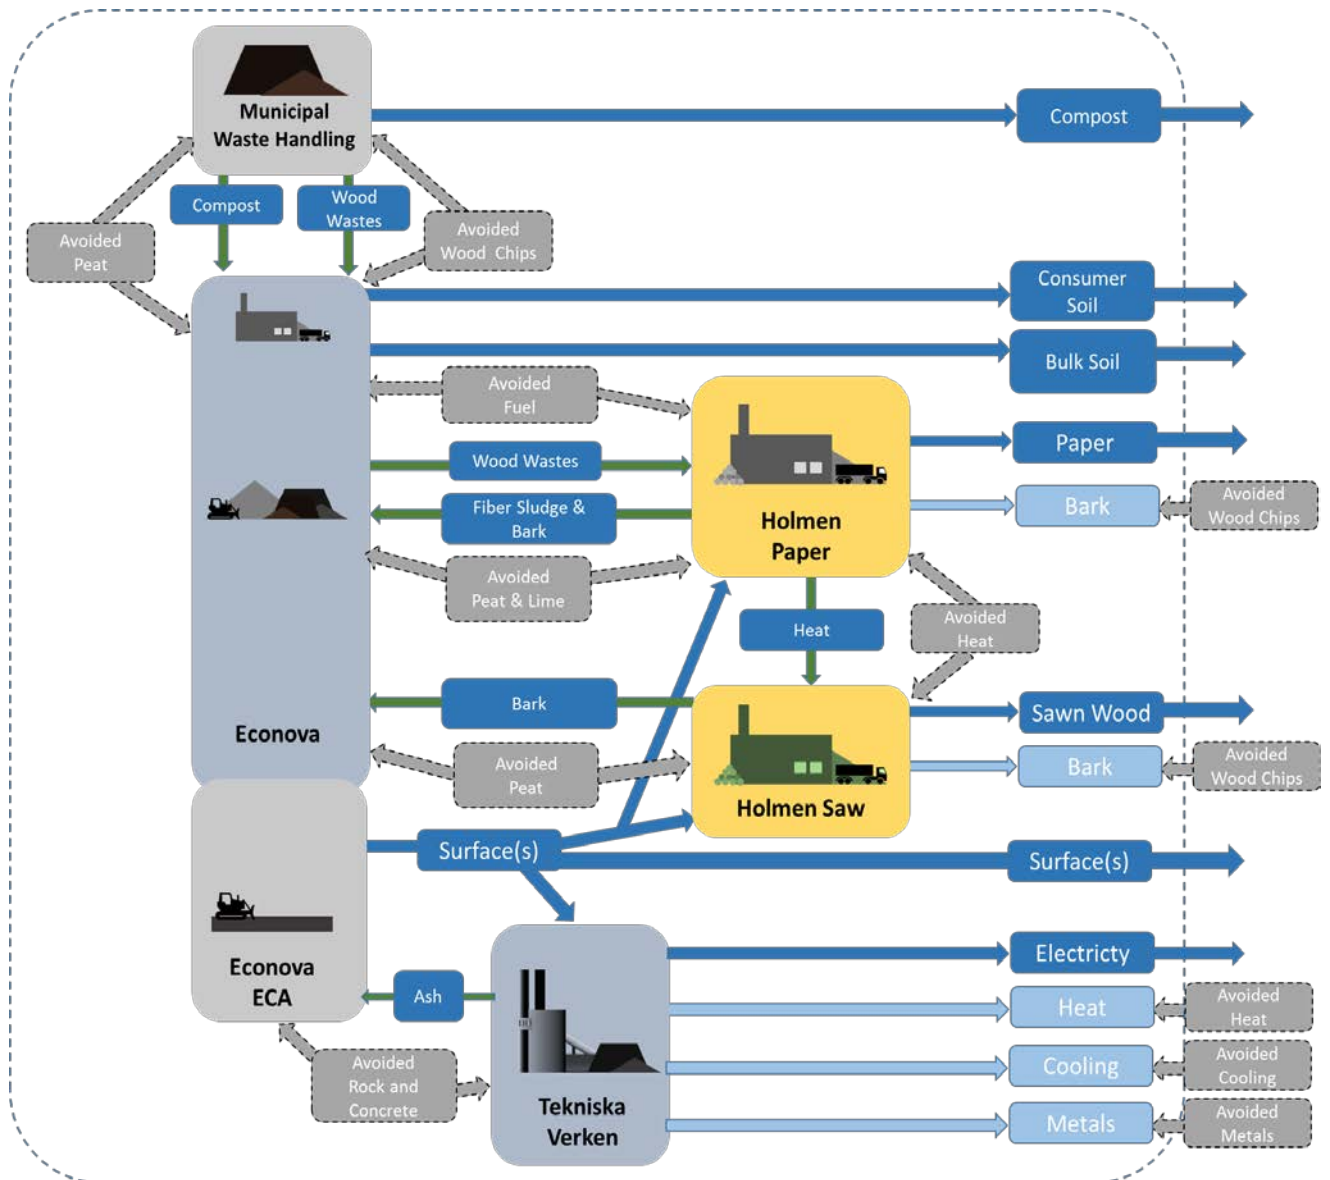 Municipal
Waste Handling
Compost
Compost
Wood
Wastes
Avoided
Peat
Avoided
Wood Chips
Consumer
Soil
Bulk Soil
Avoided
Fuel
Paper
Wood Wastes
Fiber Sludge &
Bark
Holmen
Paper
Bark
Avoided
Wood Chips
Avoided
Peat & Lime
Heat
Avoided
Heat
Bark
Sawn Wood
Econova
Avoided
Peat
Holmen Saw
Bark
Avoided
Wood Chips
Surface(s)
Surface(s)
Econova
ECA
Electricty
Ash
Heat
Avoided
Heat
Avoided
Rock and
Concrete
Cooling
Avoided
Cooling
Tekniska
Verken
Metals
Avoided
Metals